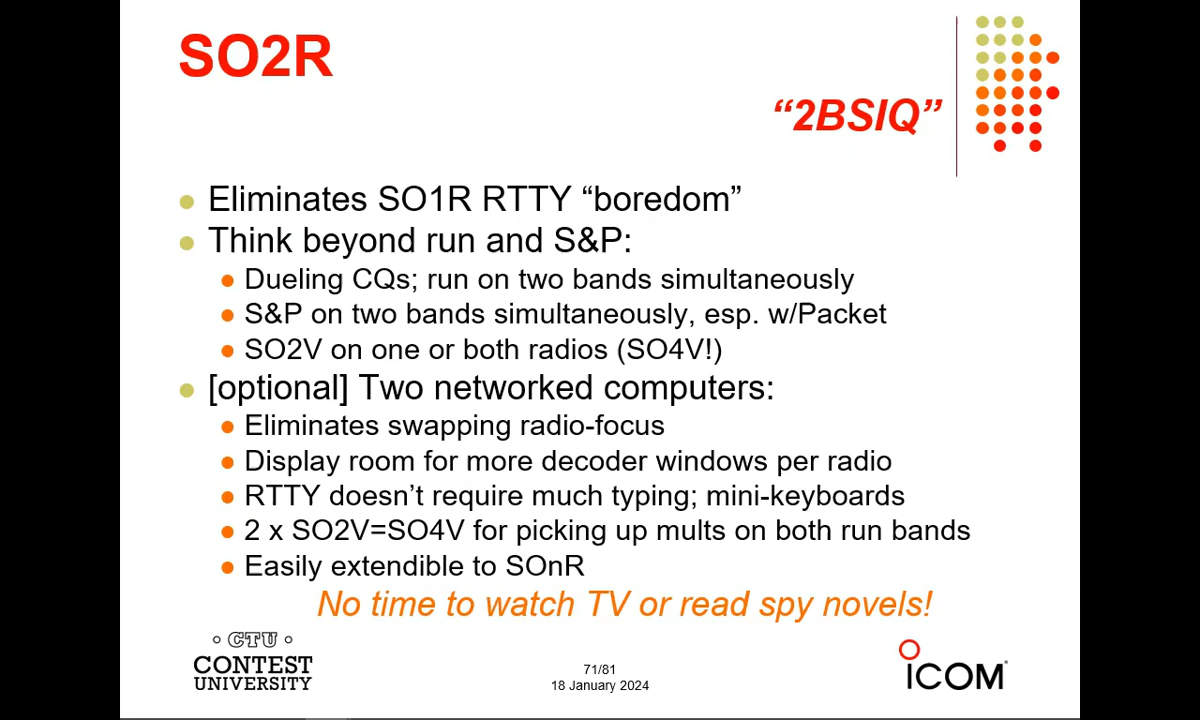 SO2R
“2BSIQ”
Eliminates SO1R RTTY “boredom”
Think beyond run and S&P:
Dueling CQs; run on two bands simultaneously
S&P on two bands simultaneously, esp. w/Packet
SO2V on one or both radios (SO4V!)
[optional] Two networked computers:
Eliminates swapping radio-focus
Display room for more decoder windows per radio
RTTY doesn’t require much typing; mini-keyboards
2 x SO2V=SO4V for picking up mults on both run bands
Easily extendible to SOnR
No time to watch TV or read spy novels!
CTU
CONTEST
UNIVERSITY
71/81
18 January 2024
ICOM